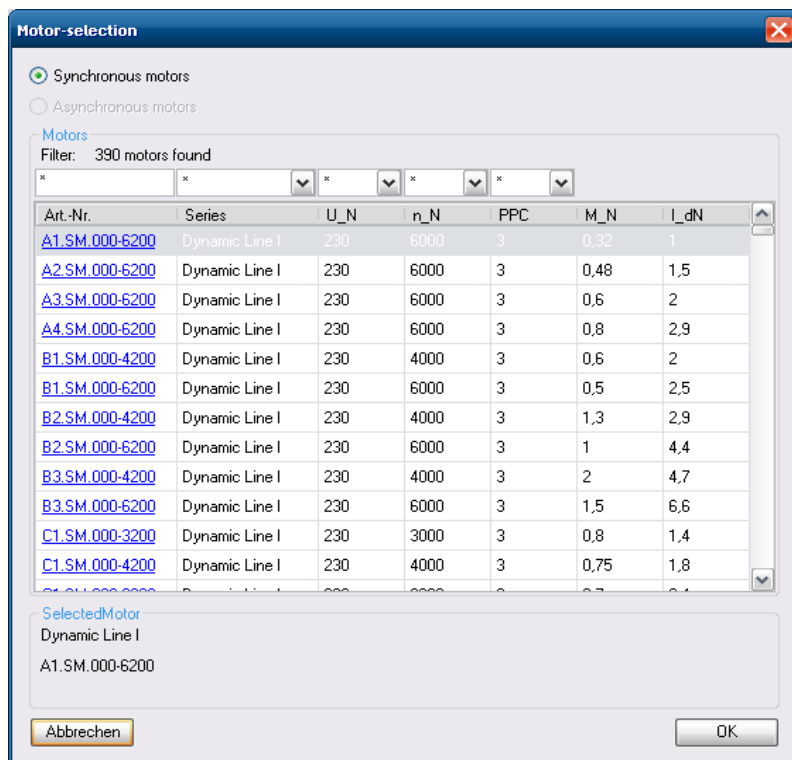 Motor-selection
Synchronous motors
Asynchronous motors
Motors
Filter: 390 motors found
* * * * *
Art.-Nr. Series U_N n_N PPC M_N I_dN
A1.SM.000-6200 Dynamic Line I 230 6000 3 0,32 1
A2.SM.000-6200 Dynamic Line I 230 6000 3 0,48 1,5
A3.SM.000-6200 Dynamic Line I 230 6000 3 0,6 2
A4.SM.000-6200 Dynamic Line I 230 6000 3 0,8 2,9
B1.SM.000-4200 Dynamic Line I 230 4000 3 0,6 2
B1.SM.000-6200 Dynamic Line I 230 6000 3 0,5 2,5
B2.SM.000-4200 Dynamic Line I 230 4000 3 1,3 2,9
B2.SM.000-6200 Dynamic Line I 230 6000 3 1 4,4
B3.SM.000-4200 Dynamic Line I 230 4000 3 2 4,7
B3.SM.000-6200 Dynamic Line I 230 6000 3 1,5 6,6
C1.SM.000-3200 Dynamic Line I 230 3000 3 0,8 1,4
C1.SM.000-4200 Dynamic Line I 230 4000 3 0,75 1,8
SelectedMotor
Dynamic Line I
A1.SM.000-6200
Abbrechen OK